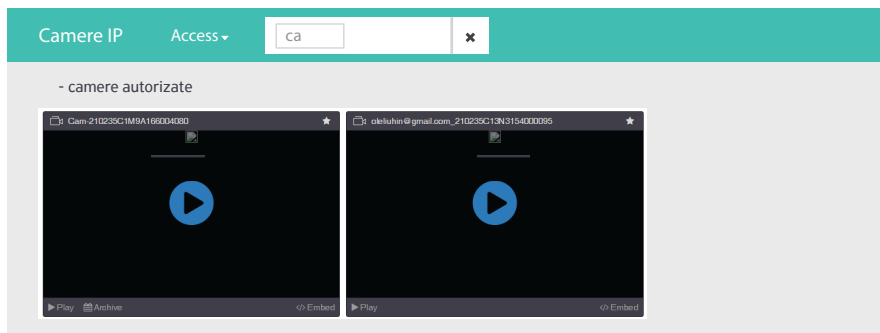 Camere IP Access ca
- camere autorizate
Cam-210235C1M9A166004080
oleliuhin@gmail.com_210235C13N3154000095
Play Archive Embed
Play Embed